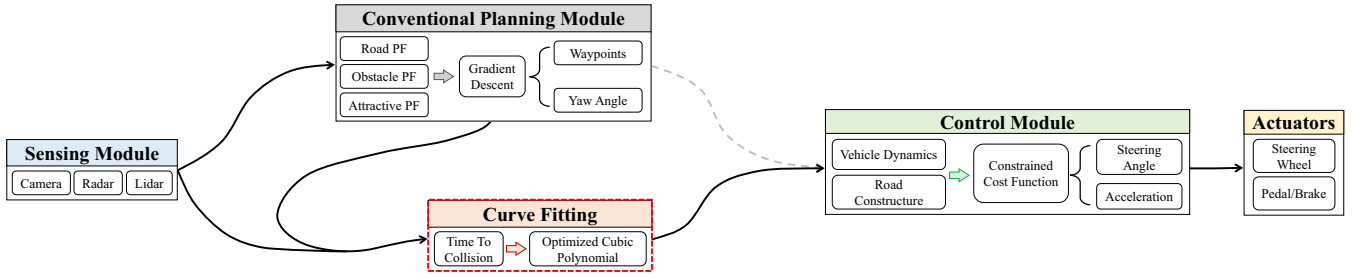 Conventional Planning Module
Road PF
Obstacle PF
Attractive PF
Gradient
Descent
Waypoints
Yaw Angle
Sensing Module
Camera
Radar
Lidar
Curve Fitting
Time To
Collision
Optimized Cubic
Polynomial
Control Module
Vehicle Dynamics
Road
Constructure
Constrained
Cost Function
Steering
Angle
Acceleration
Actuators
Steering
Wheel
Pedal/Brake